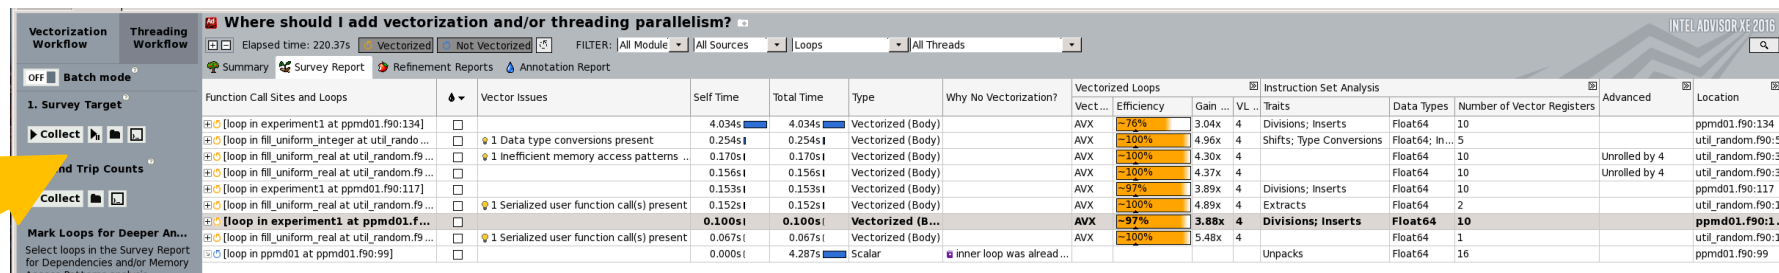 Vectorization Workflow
Threading Workflow
OFF Batch mode
1. Survey Target
Collect
nd Trip Counts
Collect
Mark Loops for Deeper An...
Select loops in the Survey Report
for Dependencies and/or Memory
Where should I add vectorization and/or threading parallelism?
INTEL ADVISOR XE 2016
Elapsed time: 220.37s Vectorized Not Vectorized FILTER: All Module All Sources Loops All Threads
Summary Survey Report Refinement Reports Annotation Report
Function Call Sites and Loops Vector Issues Self Time Total Time Type Why No Vectorization? Vectorized Loops Instruction Set Analysis Advanced Location
Vect... Efficiency Gain ... VL ... Traits Data Types Number of Vector Registers
[loop in experiment1 at ppmd01.f90:134] 4.034s 4.034s Vectorized (Body) AVX ~76% 3.04x 4 Divisions; Inserts Float64 10 ppmd01.f90:134
[loop in fill_uniform_integer at util_rando ... 1 Data type conversions present 0.254s 0.254s Vectorized (Body) AVX ~100% 4.96x 4 Shifts; Type Conversions Float64; In... 5 util_random.f90:5
[loop in fill_uniform_real at util_random.f9 ... 1 Inefficient memory access patterns ... 0.170s 0.170s Vectorized (Body) AVX ~100% 4.30x 4 Float64 10 Unrolled by 4 util_random.f90:3
[loop in fill_uniform_real at util_random.f9 ... 0.156s 0.156s Vectorized (Body) AVX ~100% 4.37x 4 Float64 10 Unrolled by 4 util_random.f90:
[loop in experiment1 at ppmd01.f90:117] 0.153s 0.153s Vectorized (Body) AVX ~97% 3.89x 4 Divisions; Inserts Float64 10 ppmd01.f90:117
[loop in fill_uniform_real at util_random.f9 ... 1 Serialized user function call(s) present 0.152s 0.152s Vectorized (Body) AVX ~100% 4.89x 4 Extracts Float64 2 util_random.f90:
[loop in experiment1 at ppmd01.f... 0.100s 0.100s Vectorized (B... AVX ~97% 3.88x 4 Divisions; Inserts Float64 10 ppmd01.f90:1
[loop in fill_uniform_real at util_random.f9 ... 1 Serialized user function call(s) present 0.067s 0.067s Vectorized (Body) AVX ~100% 5.48x 4 Float64 1 util_random.f90:1
[loop in ppmd01 at ppmd01.f90:99] 0.000s 4.287s Scalar inner loop was alread ... Unpacks Float64 16 ppmd01.f90:99